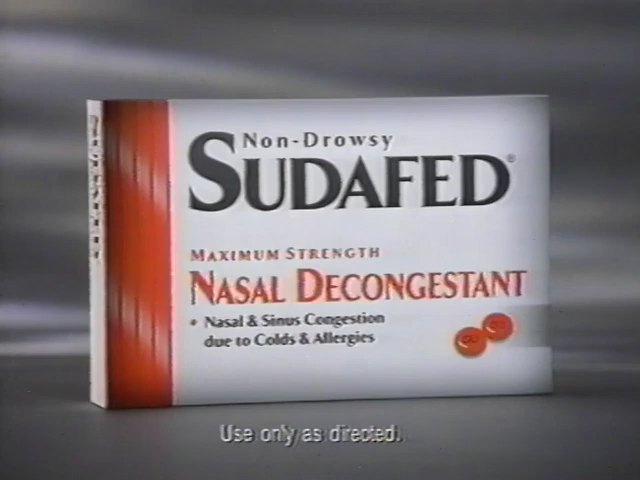 Non-Drowsy
SUDAFED®
MAXIMUM STRENGTH
NASAL DECONGESTANT
• Nasal & Sinus Congestion
due to Colds & Allergies
Use only as directed.